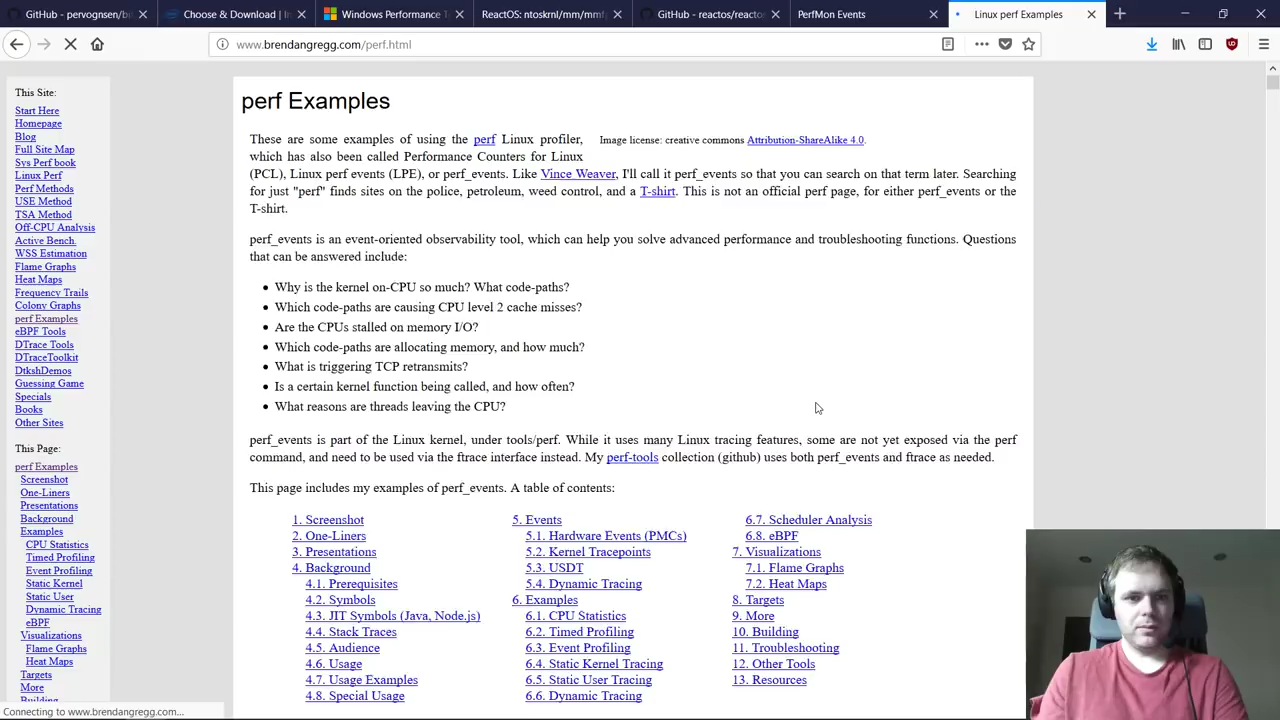 GitHub - pervognsen/bi
Choose & Download | Int
Windows Performance
ReactOS: ntoskrnl/mm/mmf
GitHub - reactos/reactos
PerfMon Events
Linux perf Examples
www.brendangregg.com/perf.html
This Site:
Start Here
Homepage
Blog
Full Site Map
Sys Perf book
Linux Perf
Perf Methods
USE Method
TSA Method
Off-CPU Analysis
Active Bench.
WSS Estimation
Flame Graphs
Heat Maps
Frequency Trails
Colony Graphs
perf Examples
eBPF Tools
DTrace Tools
DTraceToolkit
DtkshDemos
Guessing Game
Specials
Books
Other Sites
This Page:
perf Examples
Screenshot
One-Liners
Presentations
Background
Examples
CPU Statistics
Timed Profiling
Event Profiling
Static Kernel
Static User
Dynamic Tracing
eBPF
Visualizations
Flame Graphs
Heat Maps
Targets
More
Building
perf Examples
These are some examples of using the perf Linux profiler,
which has also been called Performance Counters for Linux
Image license: creative commons Attribution-ShareAlike 4.0.
(PCL), Linux perf events (LPE), or perf_events. Like Vince Weaver, I'll call it perf_events so that you can search on that term later. Searching
for just "perf" finds sites on the police, petroleum, weed control, and a T-shirt. This is not an official perf page, for either perf_events or the
T-shirt.
perf_events is an event-oriented observability tool, which can help you solve advanced performance and troubleshooting functions. Questions
that can be answered include:
Why is the kernel on-CPU so much? What code-paths?
Which code-paths are causing CPU level 2 cache misses?
Are the CPUs stalled on memory I/O?
Which code-paths are allocating memory, and how much?
What is triggering TCP retransmits?
Is a certain kernel function being called, and how often?
What reasons are threads leaving the CPU?
perf_events is part of the Linux kernel, under tools/perf. While it uses many Linux tracing features, some are not yet exposed via the perf
command, and need to be used via the ftrace interface instead. My perf-tools collection (github) uses both perf_events and ftrace as needed.
This page includes my examples of perf_events. A table of contents:
1. Screenshot
2. One-Liners
3. Presentations
4. Background
4.1. Prerequisites
4.2. Symbols
4.3. JIT Symbols (Java, Node.js)
4.4. Stack Traces
4.5. Audience
4.6. Usage
4.7. Usage Examples
4.8. Special Usage
5. Events
5.1. Hardware Events (PMCs)
5.2. Kernel Tracepoints
5.3. USDT
5.4. Dynamic Tracing
6. Examples
6.1. CPU Statistics
6.2. Timed Profiling
6.3. Event Profiling
6.4. Static Kernel Tracing
6.5. Static User Tracing
6.6. Dynamic Tracing
6.7. Scheduler Analysis
6.8. eBPF
7. Visualizations
7.1. Flame Graphs
7.2. Heat Maps
8. Targets
9. More
10. Building
11. Troubleshooting
12. Other Tools
13. Resources
Connecting to www.brendangregg.com...